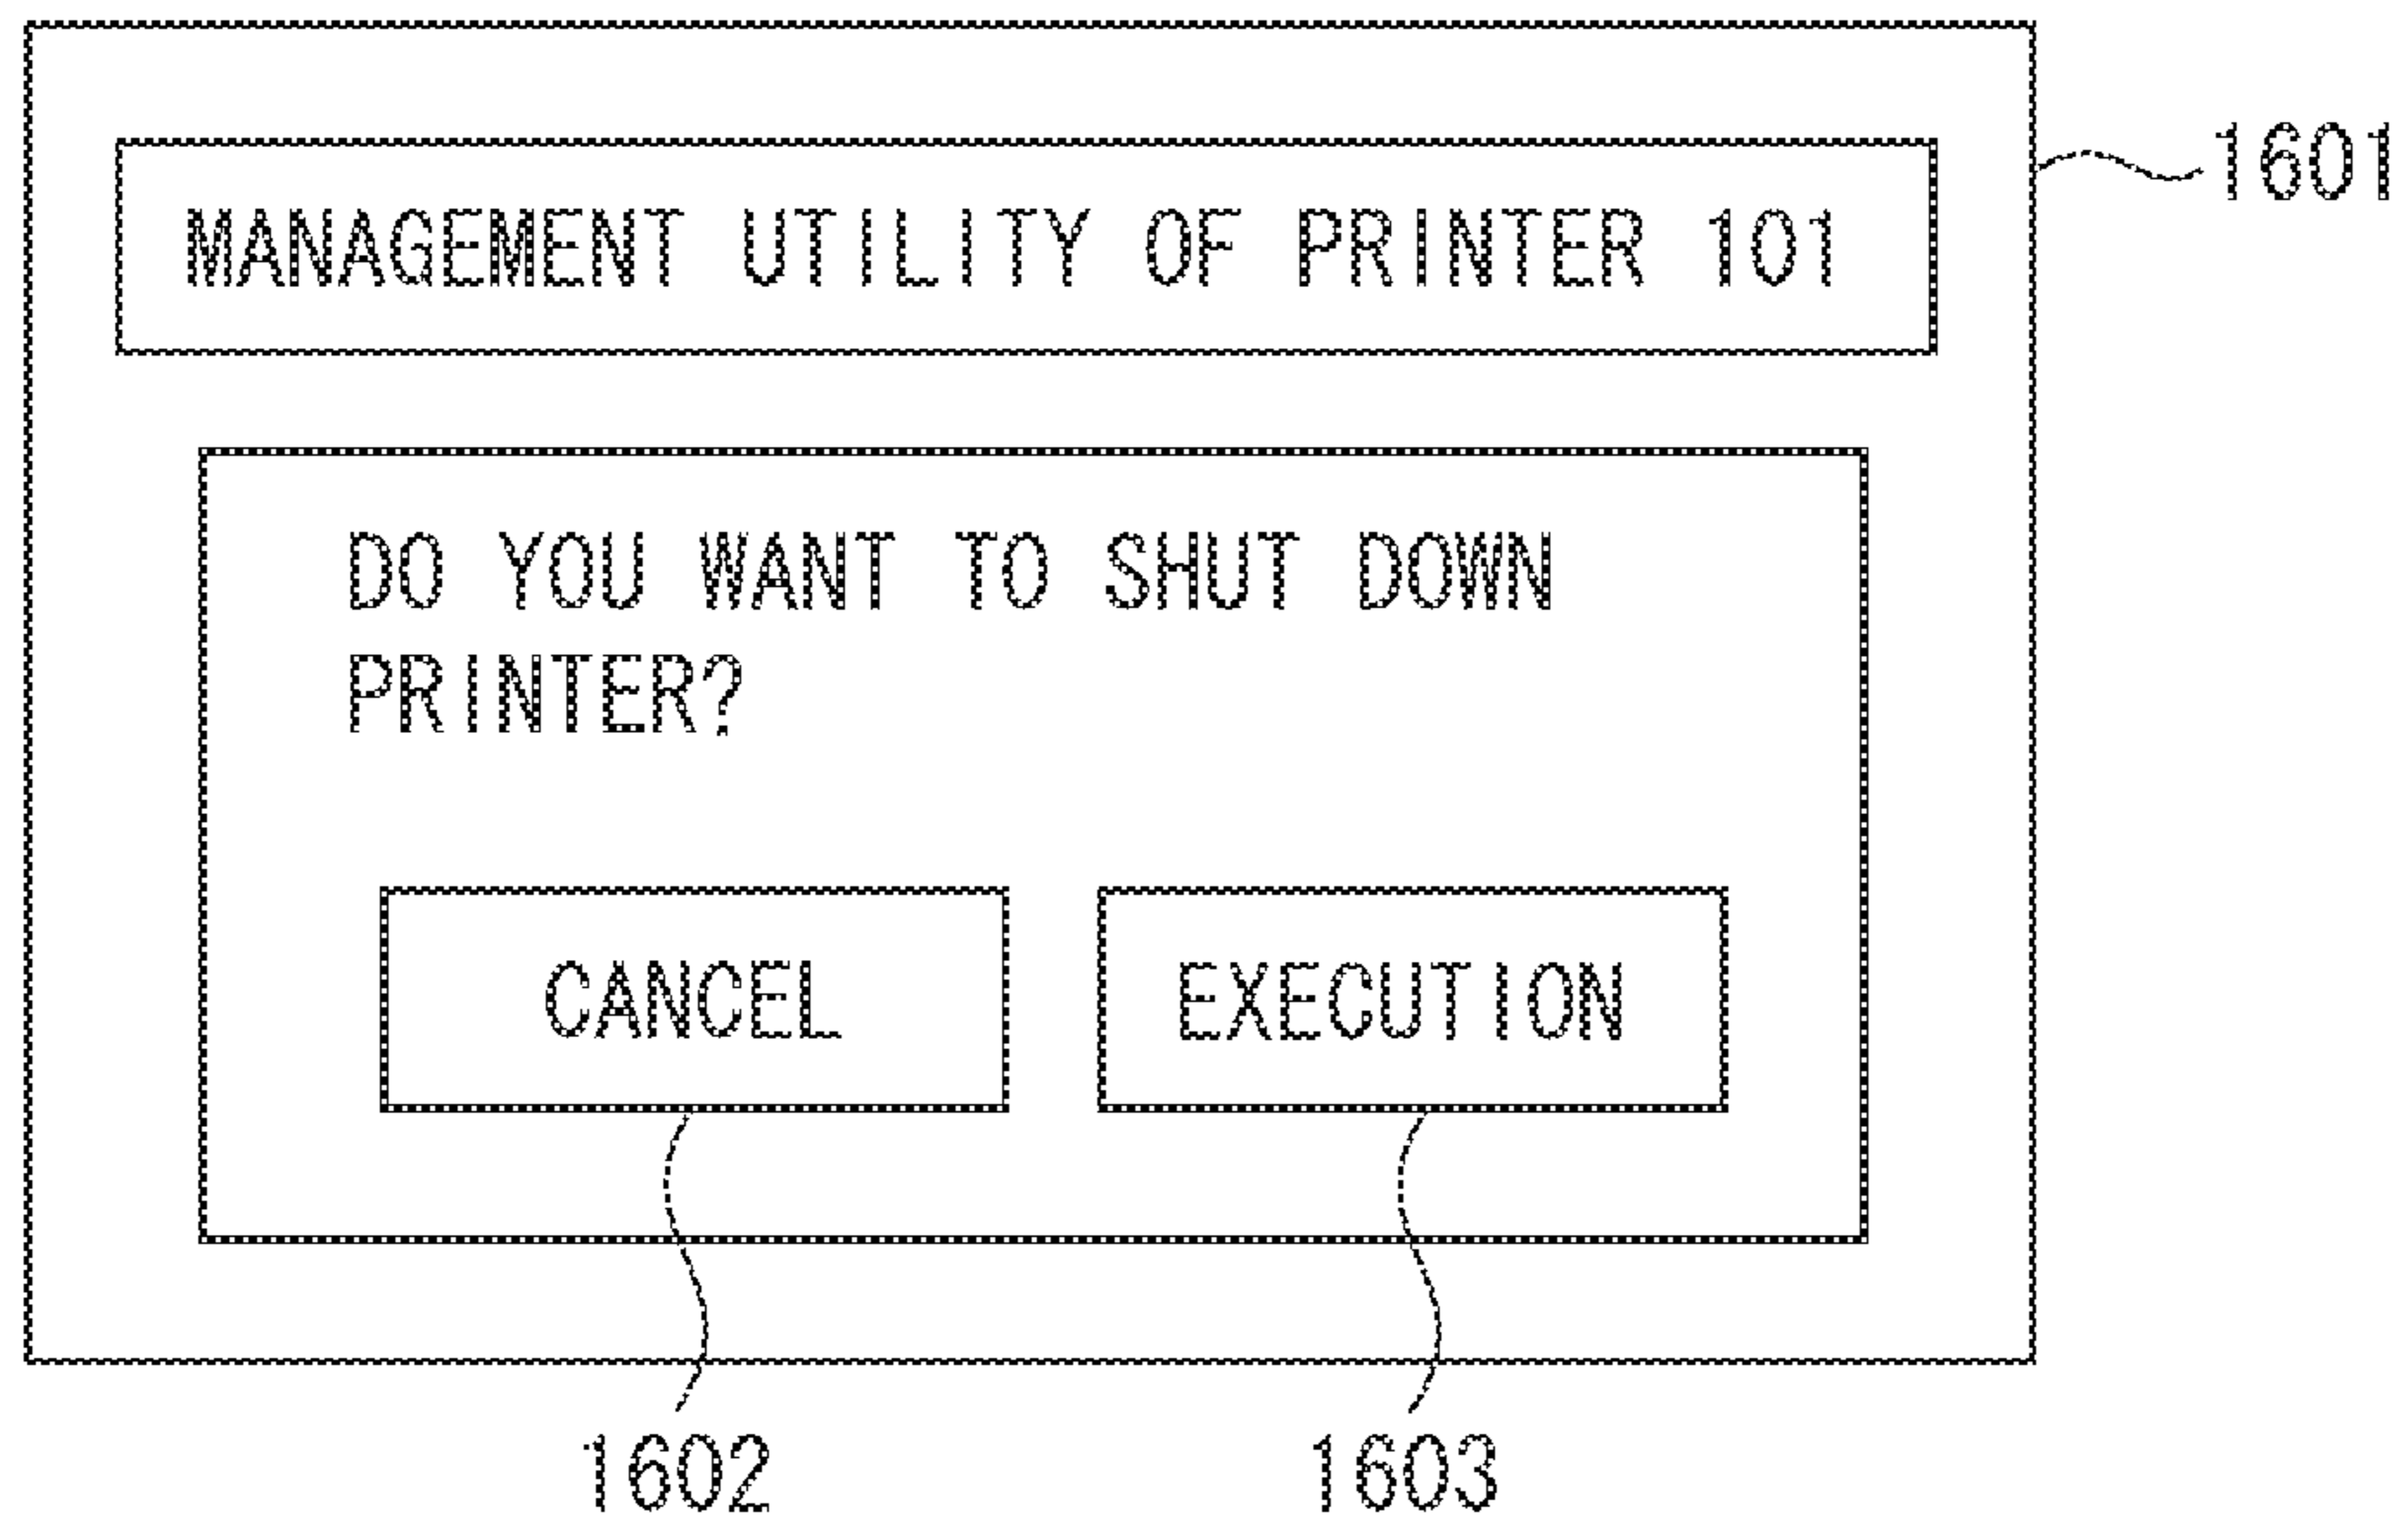 1601
MANAGEMENT UTILITY OF PRINTER 101
DO YOU WANT TO SHUT DOWN
PRINTER?
CANCEL
EXECUTION
1602
1603